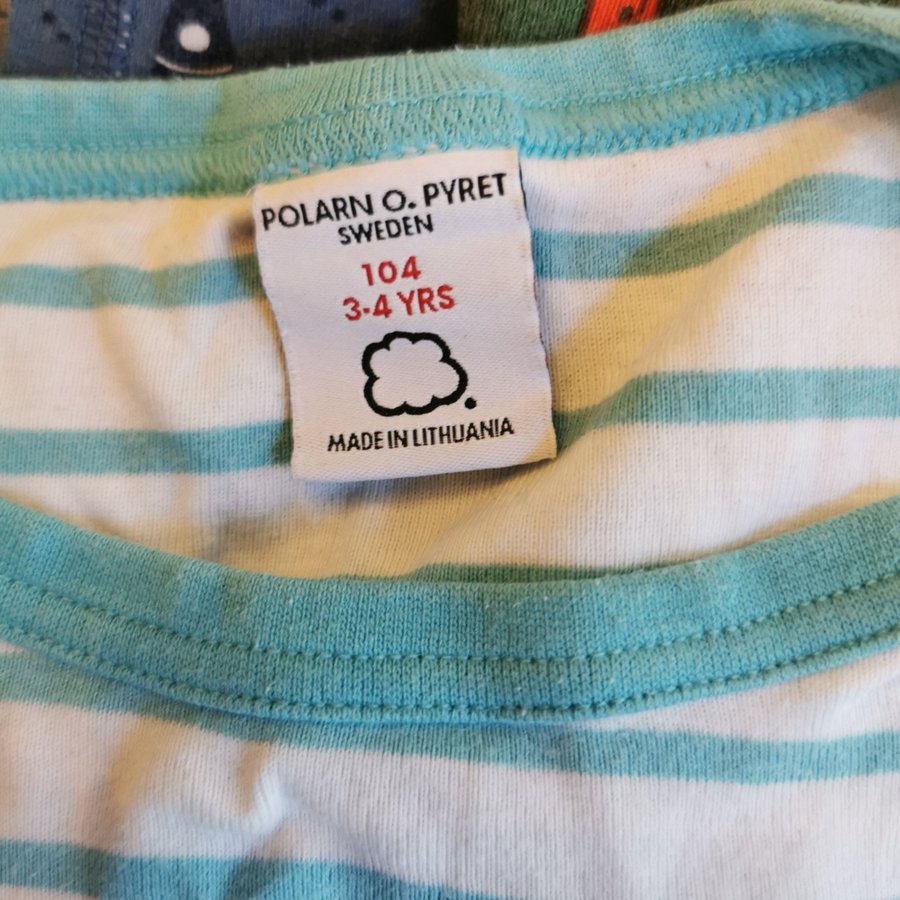 POLARN O. PYRET
SWEDEN
104
3-4 YRS
MADE IN LITHUANIA